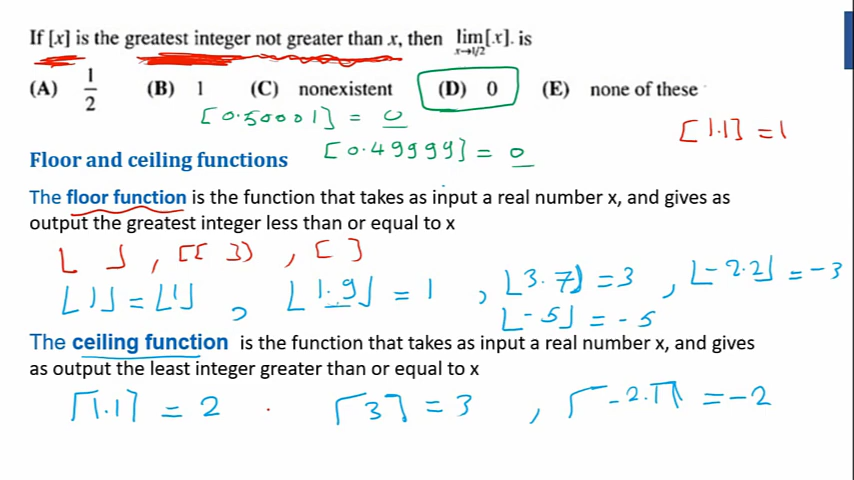 If [x] is the greatest integer not greater than x, then lim x→1/2 [x]. is
(A) 1/2 (B) 1 (C) nonexistent (D) 0 (E) none of these
[0.50001] = 0
[1.1] = 1
[0.49999] = 0
Floor and ceiling functions
The floor function is the function that takes as input a real number x, and gives as
output the greatest integer less than or equal to x
⌊ ⌋ , [[ ]] , [ ]
⌊1⌋ = ⌊1⌋ , ⌊1.9⌋ = 1 , ⌊3.7⌋ = 3 , ⌊-2.2⌋ = -3
⌊-5⌋ = -5
The ceiling function is the function that takes as input a real number x, and gives
as output the least integer greater than or equal to x
⌈1.1⌉ = 2 ⌈3⌉ = 3 , ⌈-2.7⌉ = -2